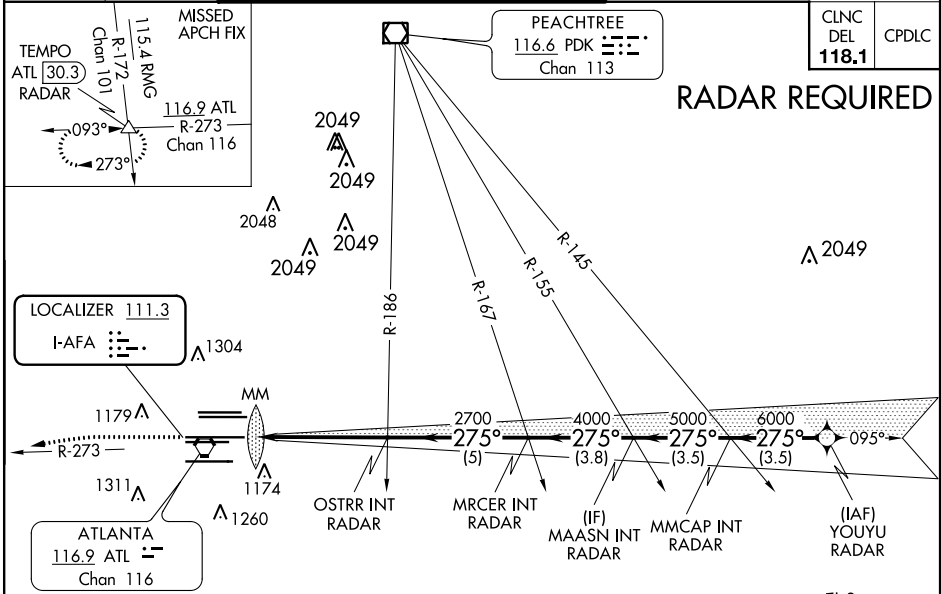 MISSED
APCH FIX
115.4 RMG
R-172
Chan 101
TEMPO
ATL 30.3
RADAR
116.9 ATL
R-273
Chan 116
093°
273°
PEACHTREE
116.6 PDK
Chan 113
CLNC
DEL
118.1
CPDLC
RADAR REQUIRED
2049
2049
2048
2049
2049
2049
R-186
R-167
R-155
R-145
LOCALIZER 111.3
I-AFA
1304
1179
MM
R-273
1311
1260
1174
2700
275°
(5)
4000
275°
(3.8)
5000
275°
(3.5)
6000
275°
(3.5)
095°
OSTRR INT
RADAR
MRCER INT
RADAR
(IF)
MAASN INT
RADAR
MMCAP INT
RADAR
(IAF)
YOUYU
RADAR
ATLANTA
116.9 ATL
Chan 116